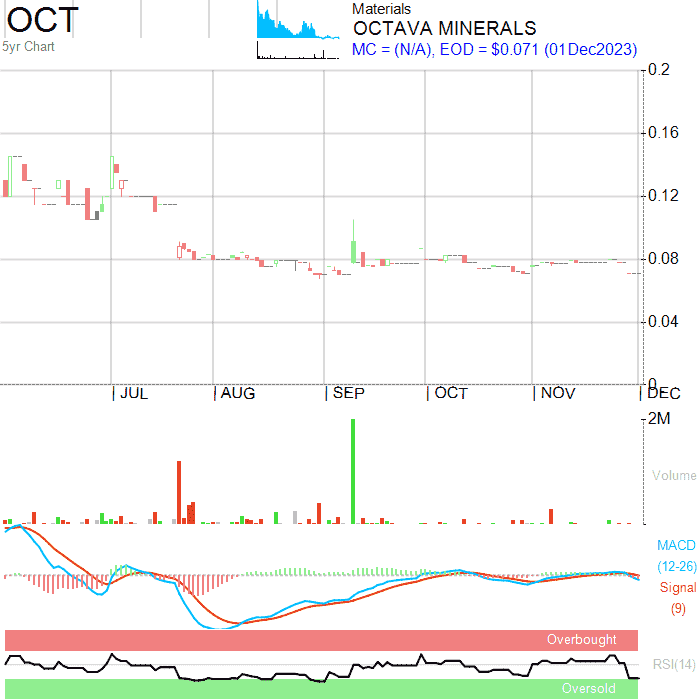 OCT
5yr Chart
Materials
OCTAVA MINERALS
MC = (N/A), EOD = $0.071 (01Dec2023)
0.2
0.16
0.12
0.08
0.04
0
JUL AUG SEP OCT NOV DEC
2M
Volume
MACD
(12-26)
Signal
(9)
Overbought
RSI(14)
Oversold